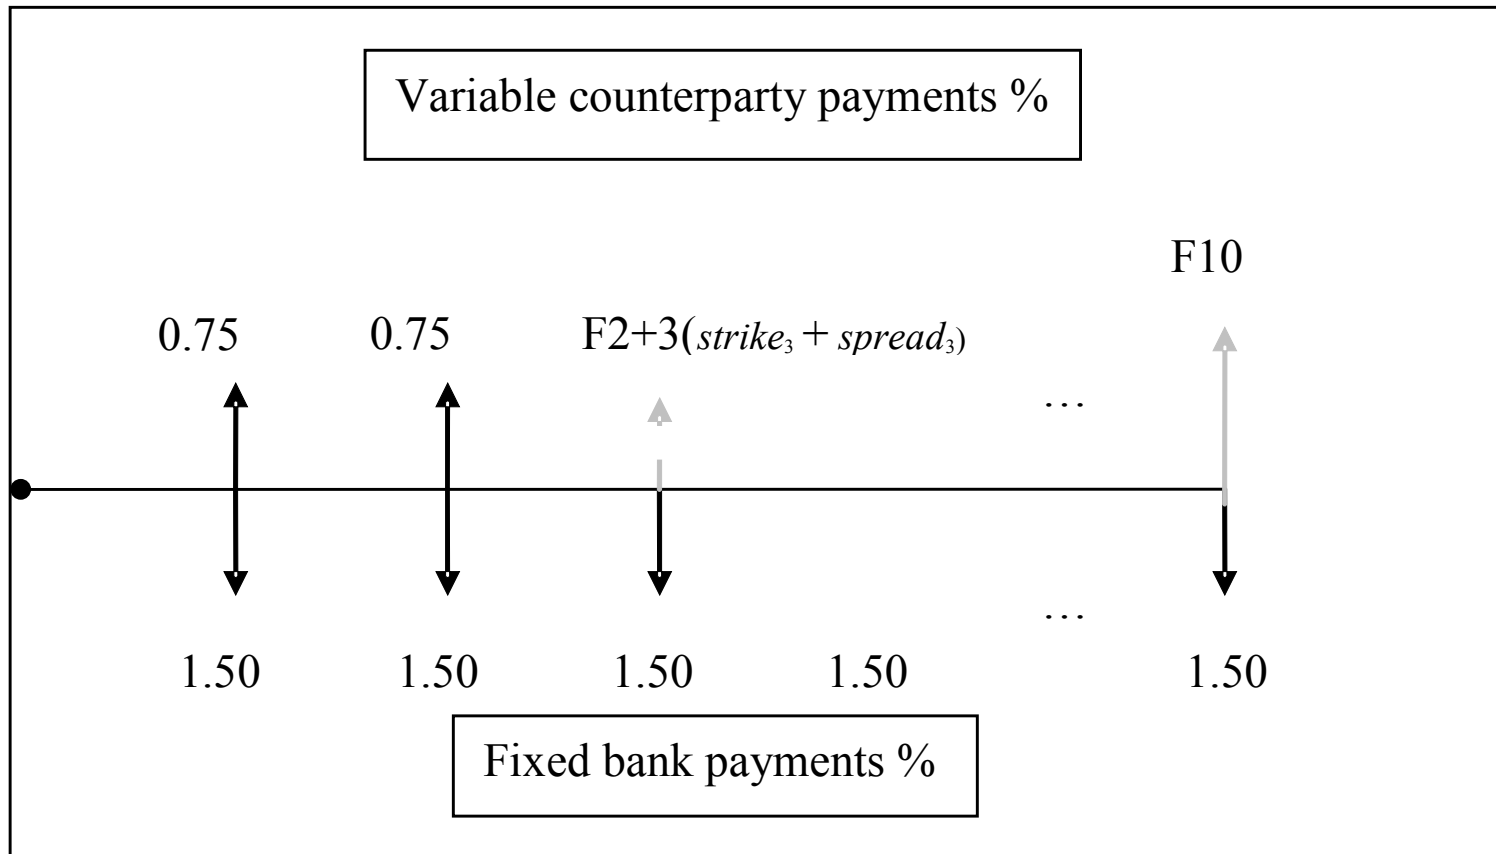 Variable counterparty payments %
F10
0.75 0.75 F2+3(strike₃ + spread₃)
…
…
1.50 1.50 1.50 1.50 1.50
Fixed bank payments %